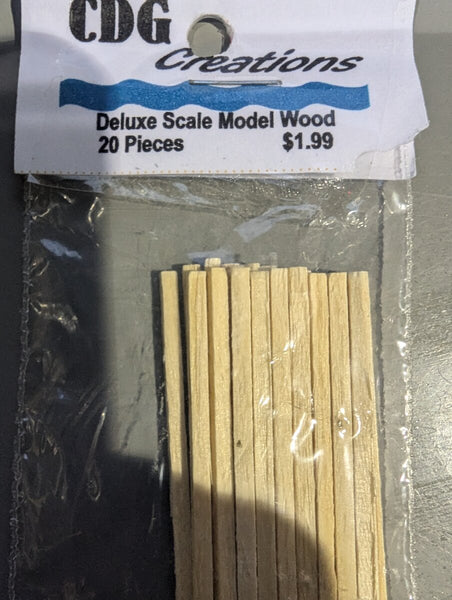 CDG
Creations
Deluxe Scale Model Wood
20 Pieces $1.99